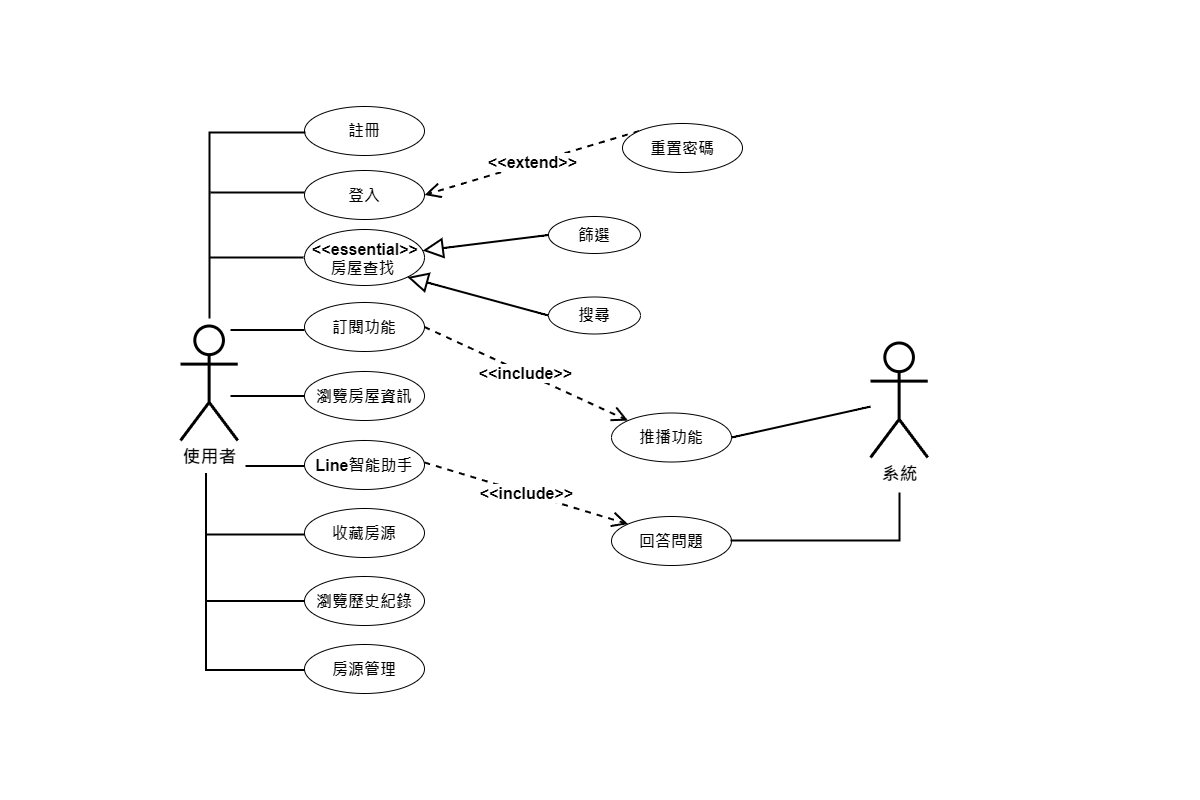 註冊
重置密碼
<<extend>>
登入
篩選
<<essential>>
房屋查找
搜尋
訂閱功能
<<include>>
瀏覽房屋資訊
推播功能
使用者
Line智能助手
系統
<<include>>
收藏房源
回答問題
瀏覽歷史紀錄
房源管理